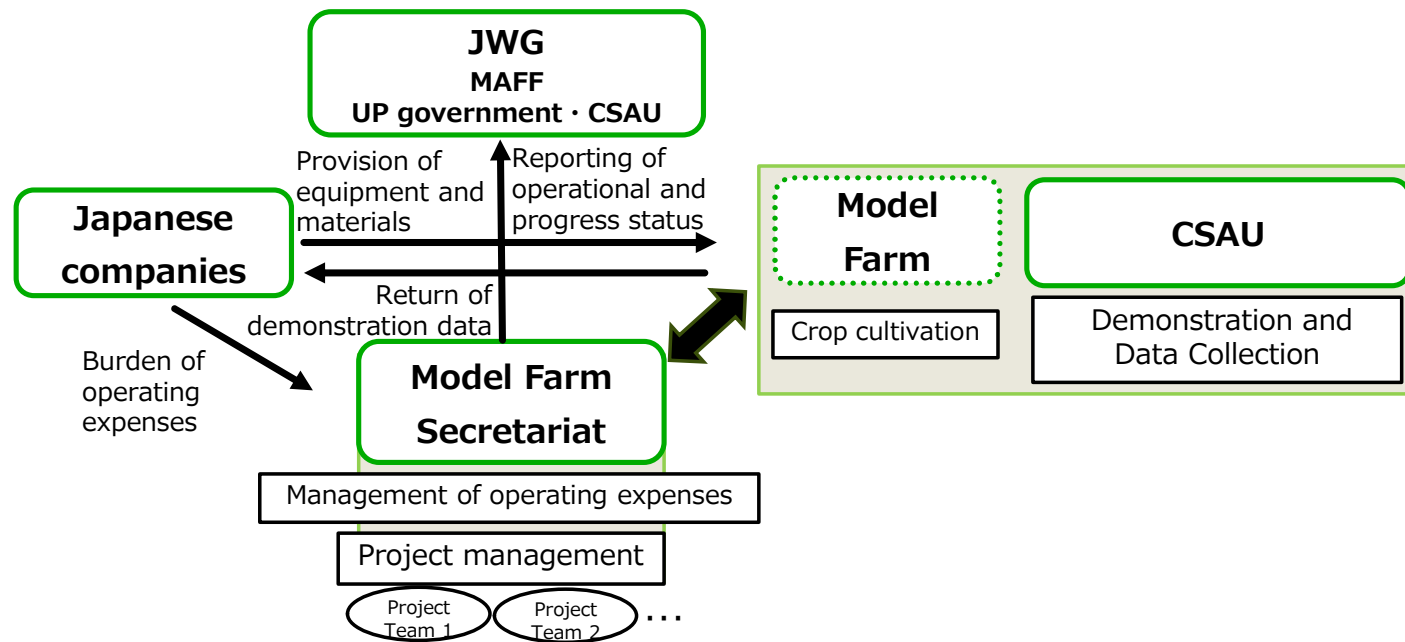 JWG
MAFF
UP government・CSAU
Provision of
equipment and
materials
Reporting of
operational and
progress status
Japanese
companies
Return of
demonstration data
Burden of
operating
expenses
Model
Farm
CSAU
Crop cultivation
Demonstration and
Data Collection
Model Farm
Secretariat
Management of operating expenses
Project management
Project
Team 1
Project
Team 2
…